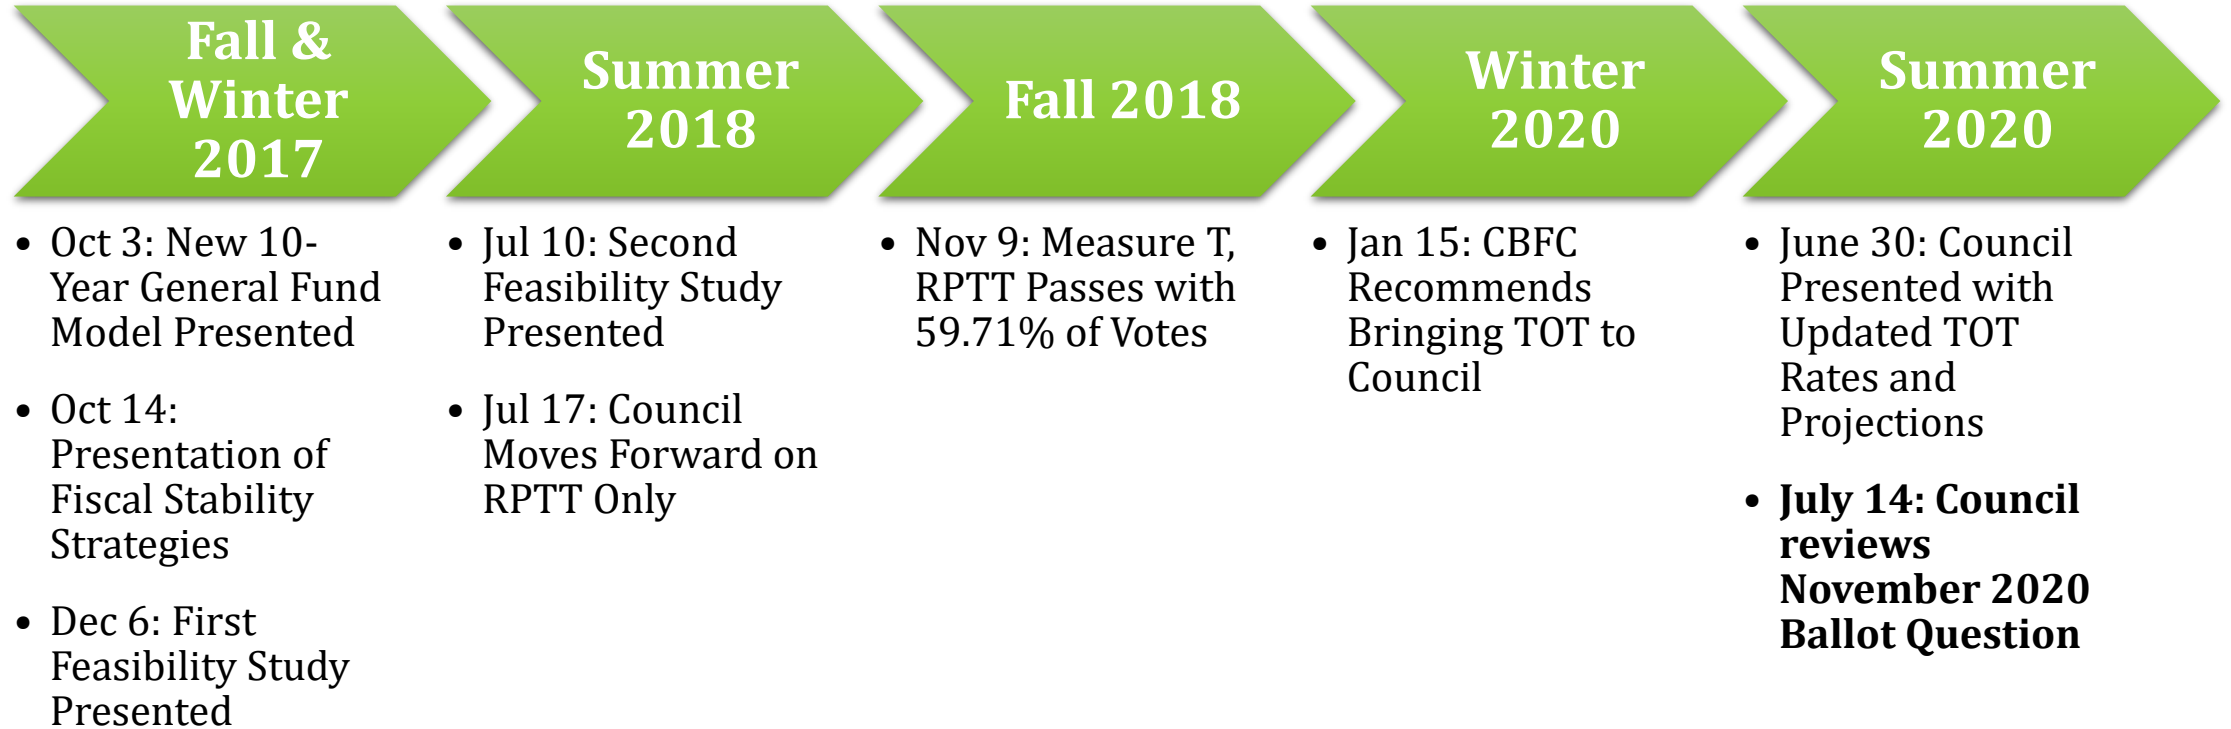 Fall &
Winter
2017
• Oct 3: New 10-
Year General Fund
Model Presented
• Oct 14:
Presentation of
Fiscal Stability
Strategies
• Dec 6: First
Feasibility Study
Presented
Summer
2018
• Jul 10: Second
Feasibility Study
Presented
• Jul 17: Council
Moves Forward on
RPTT Only
Fall 2018
• Nov 9: Measure T,
RPTT Passes with
59.71% of Votes
Winter
2020
• Jan 15: CBFC
Recommends
Bringing TOT to
Council
Summer
2020
• June 30: Council
Presented with
Updated TOT
Rates and
Projections
• July 14: Council
reviews
November 2020
Ballot Question